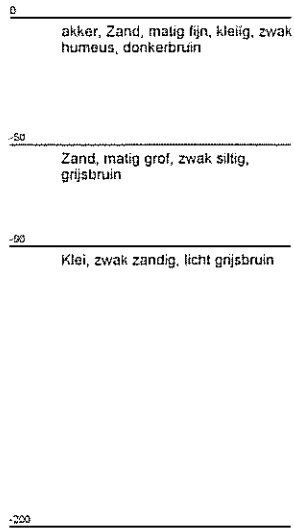 0
akker, Zand, matig fijn, kleiïg, zwak
humeus, donkerbruin
-50
Zand, matig grof, zwak siltig,
grijsbruin
-90
Klei, zwak zandig, licht grijsbruin
-200